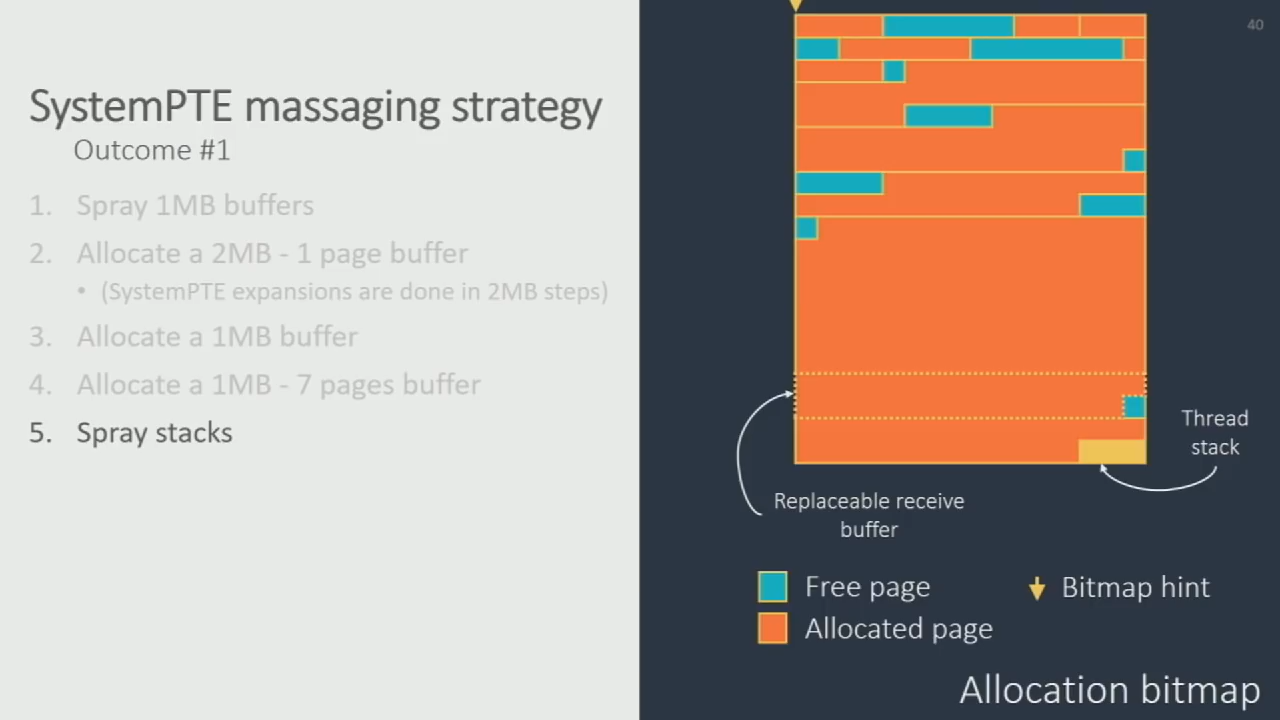 40
SystemPTE massaging strategy
Outcome #1
1. Spray 1MB buffers
2. Allocate a 2MB - 1 page buffer
• (SystemPTE expansions are done in 2MB steps)
3. Allocate a 1MB buffer
4. Allocate a 1MB - 7 pages buffer
5. Spray stacks
Thread
stack
Replaceable receive
buffer
Free page
Bitmap hint
Allocated page
Allocation bitmap